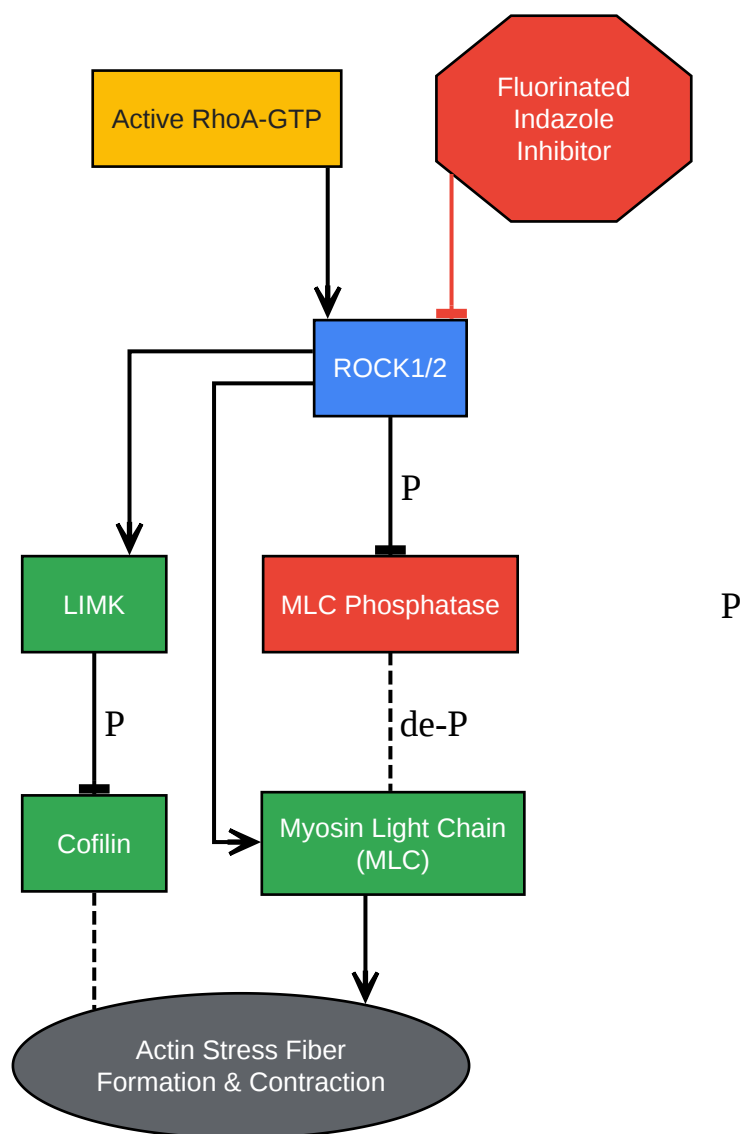 Active RhoA-GTP
Fluorinated
Indazole
Inhibitor
ROCK1/2
P
LIMK
MLC Phosphatase
P
P
de-P
Cofilin
Myosin Light Chain
(MLC)
Actin Stress Fiber
Formation & Contraction